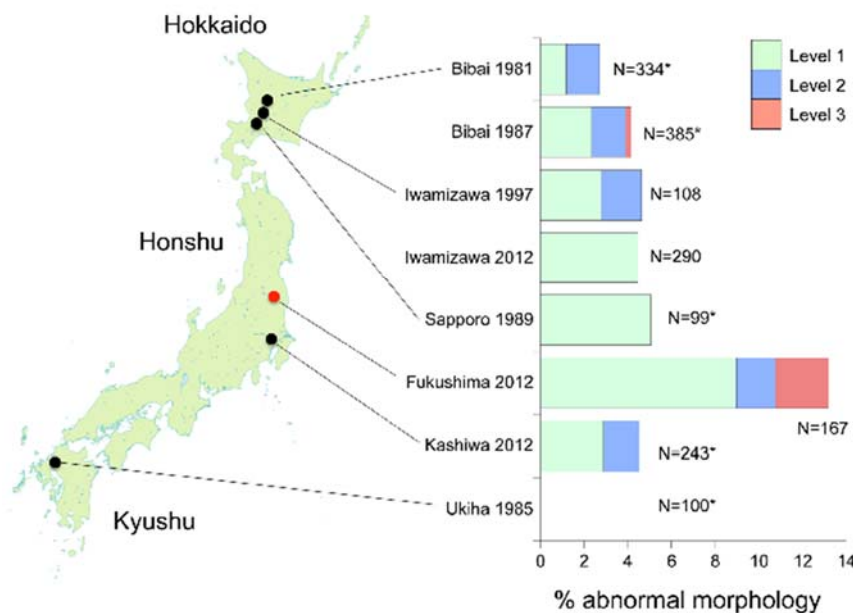 Hokkaido
Honshu
Kyushu
Bibai 1981
N=334*
Bibai 1987
N=385*
Iwamizawa 1997
N=108
Iwamizawa 2012
N=290
Sapporo 1989
N=99*
Fukushima 2012
N=167
Kashiwa 2012
N=243*
Ukiha 1985
N=100*
Level 1
Level 2
Level 3
0 2 4 6 8 10 12 14
% abnormal morphology